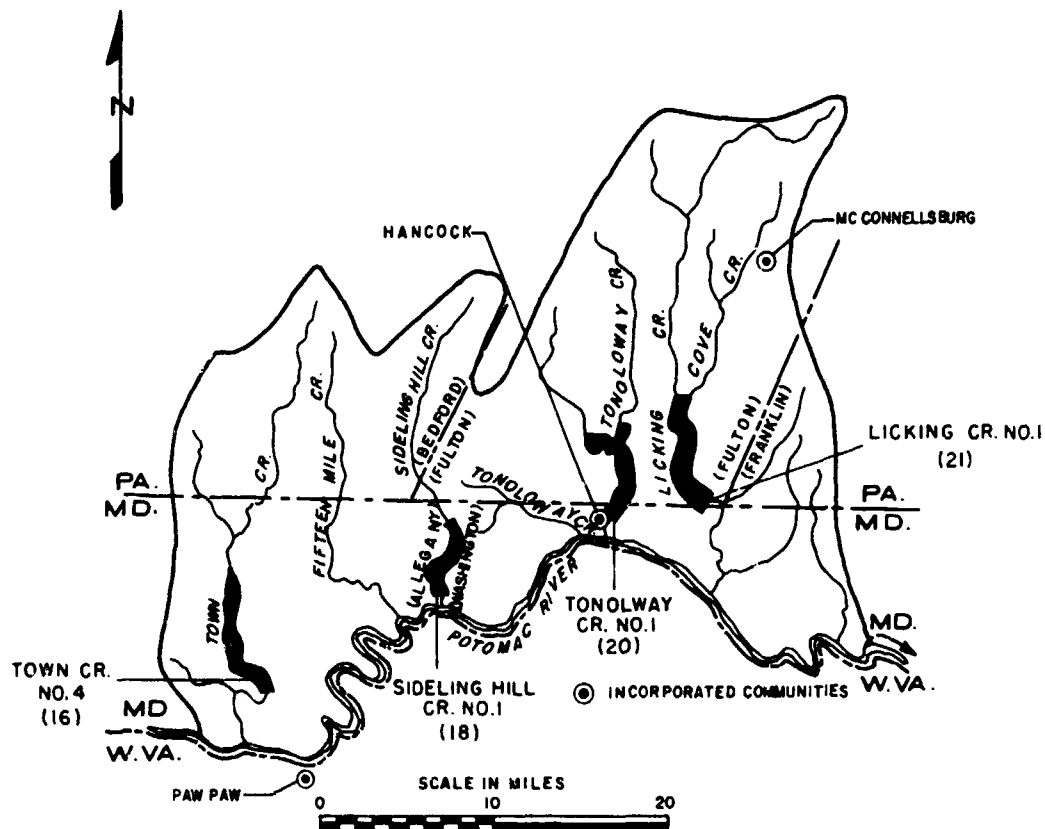 N
HANCOCK
MC CONNELLSBURG
TONOLOWAY CR.
LICKING CR.
COVE CR.
SIDELING HILL CR.
(BEDFORD)
(FULTON)
FIFTEEN MILE CR.
CR.
TOWN
(FULTON)
(FRANKLIN)
LICKING CR. NO.1
(21)
PA.
MD.
PA.
MD.
TONOLOWAY CR.
(ALLEGANY)
(WASHINGTON)
POTOMAC RIVER
TONOLWAY
CR. NO.1
(20)
TOWN CR.
NO.4
(16)
SIDELING HILL
CR. NO.1
(18)
INCORPORATED COMMUNITIES
MD.
W.VA.
MD
W.VA.
PAW PAW
SCALE IN MILES
0 10 20